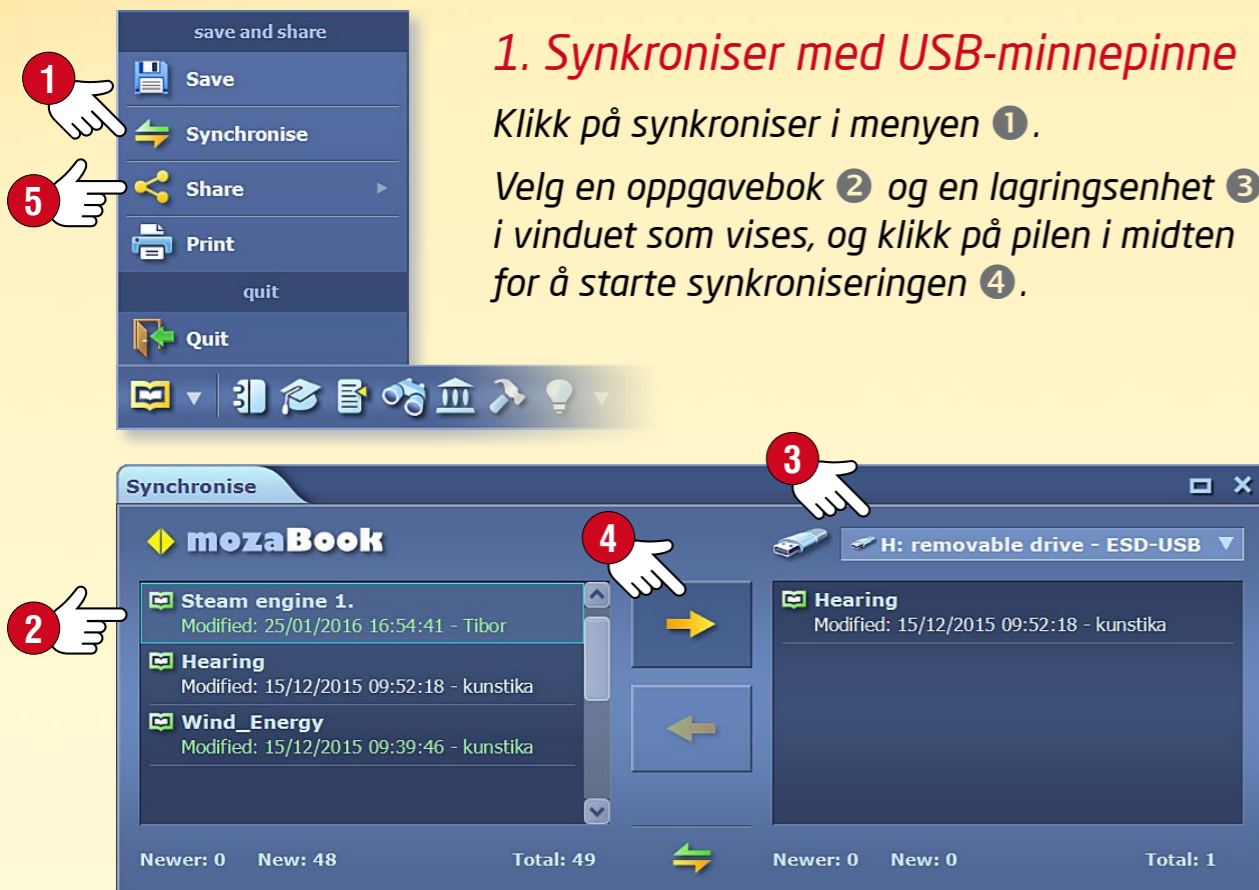 save and share
1
Save
Synchronise
5
Share
Print
quit
Quit
1. Synkroniser med USB-minnepinne
Klikk på synkroniser i menyen ❶.
Velg en oppgavebok ❷ og en lagringsenhet ❸
i vinduet som vises, og klikk på pilen i midten
for å starte synkroniseringen ❹.
Synchronise
mozaBook
4
3
H: removable drive - ESD-USB
2
Steam engine 1.
Modified: 25/01/2016 16:54:41 - Tibor
Hearing
Modified: 15/12/2015 09:52:18 - kunstika
Wind_Energy
Modified: 15/12/2015 09:39:46 - kunstika
Newer: 0 New: 48 Total: 49
Hearing
Modified: 15/12/2015 09:52:18 - kunstika
Newer: 0 New: 0 Total: 1